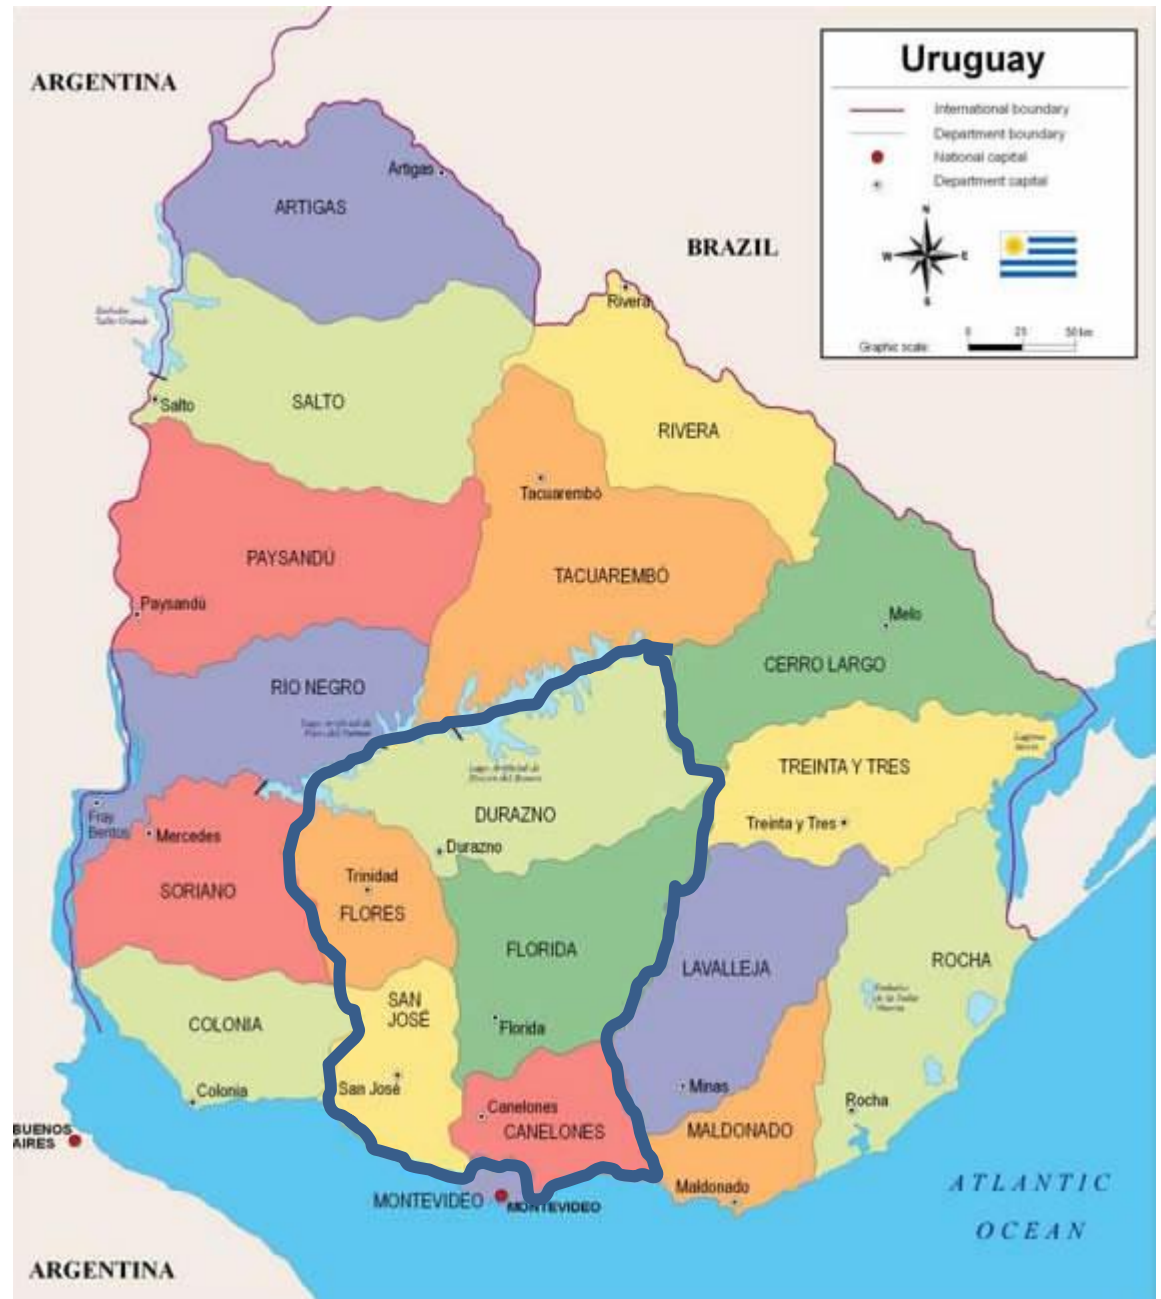 Uruguay
International boundary
Department boundary
National capital
Department capital
N
W
E
S
0 25 50 km
Graphic scale
ARGENTINA
BRAZIL
Artigas
ARTIGAS
Rivera
Salto
SALTO
RIVERA
Tacuarembó
PAYSANDÚ
TACUAREMBÓ
Paysandú
Melo
CERRO LARGO
RIO NEGRO
TREINTA Y TRES
DURAZNO
Fray
Bentos
Mercedes
Durazno
Treinta y Tres
SORIANO
Trinidad
FLORES
FLORIDA
LAVALLEJA
ROCHA
COLONIA
SAN
JOSÉ
Florida
Colonia
San José
Minas
Canelones
CANELONES
Rocha
BUENOS
AIRES
MALDONADO
Maldonado
MONTEVIDEO
MONTEVIDEO
ATLANTIC
OCEAN
ARGENTINA